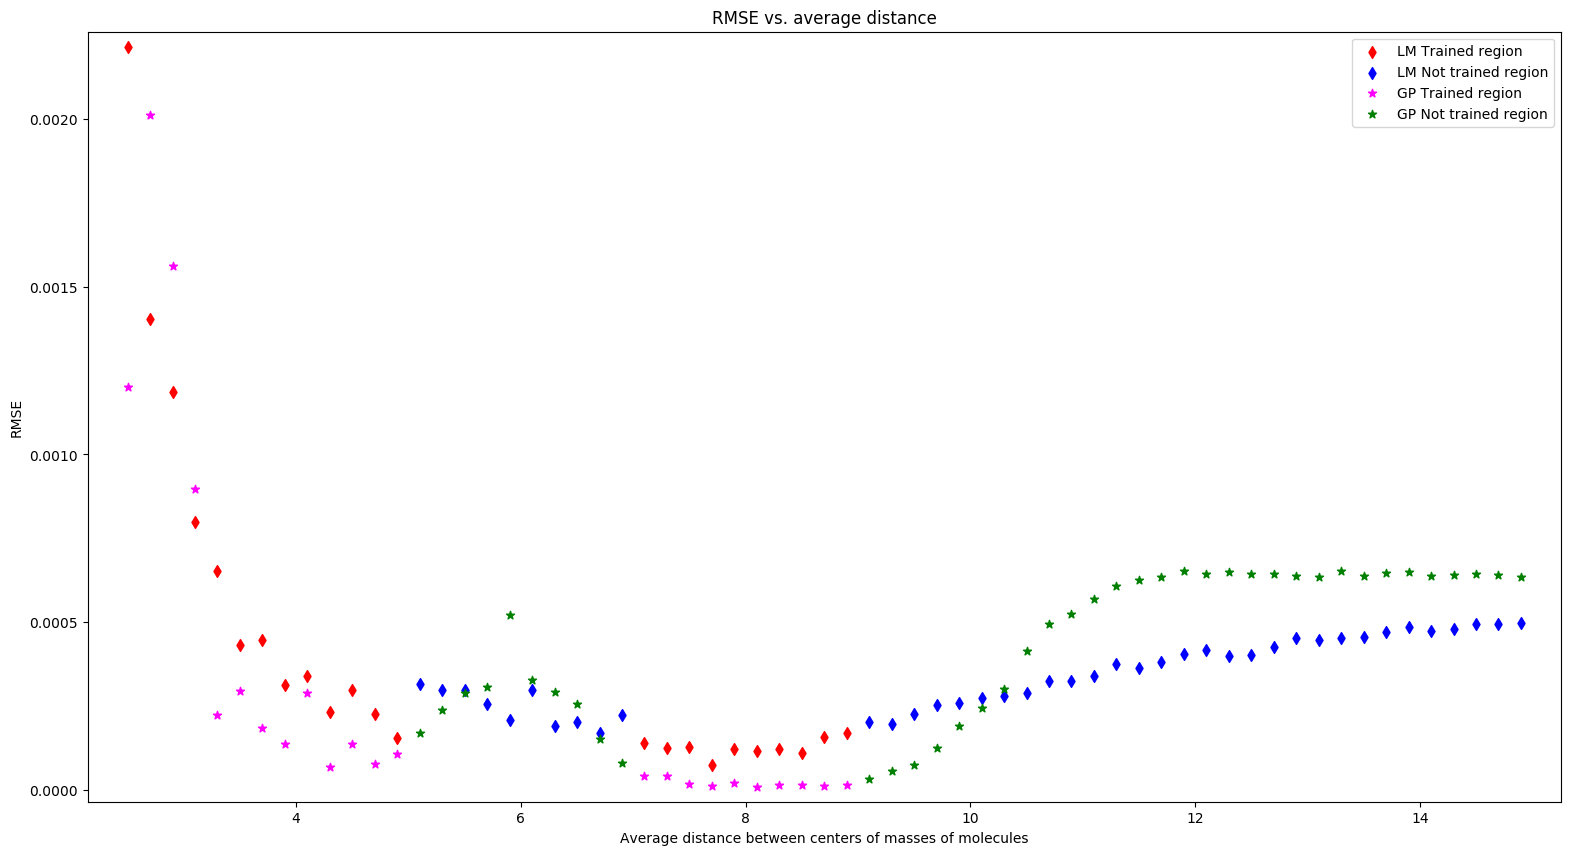 RMSE vs. average distance
LM Trained region
LM Not trained region
GP Trained region
GP Not trained region
0.0020
0.0015
0.0010
0.0005
0.0000
RMSE
4
6
8
10
12
14
Average distance between centers of masses of molecules